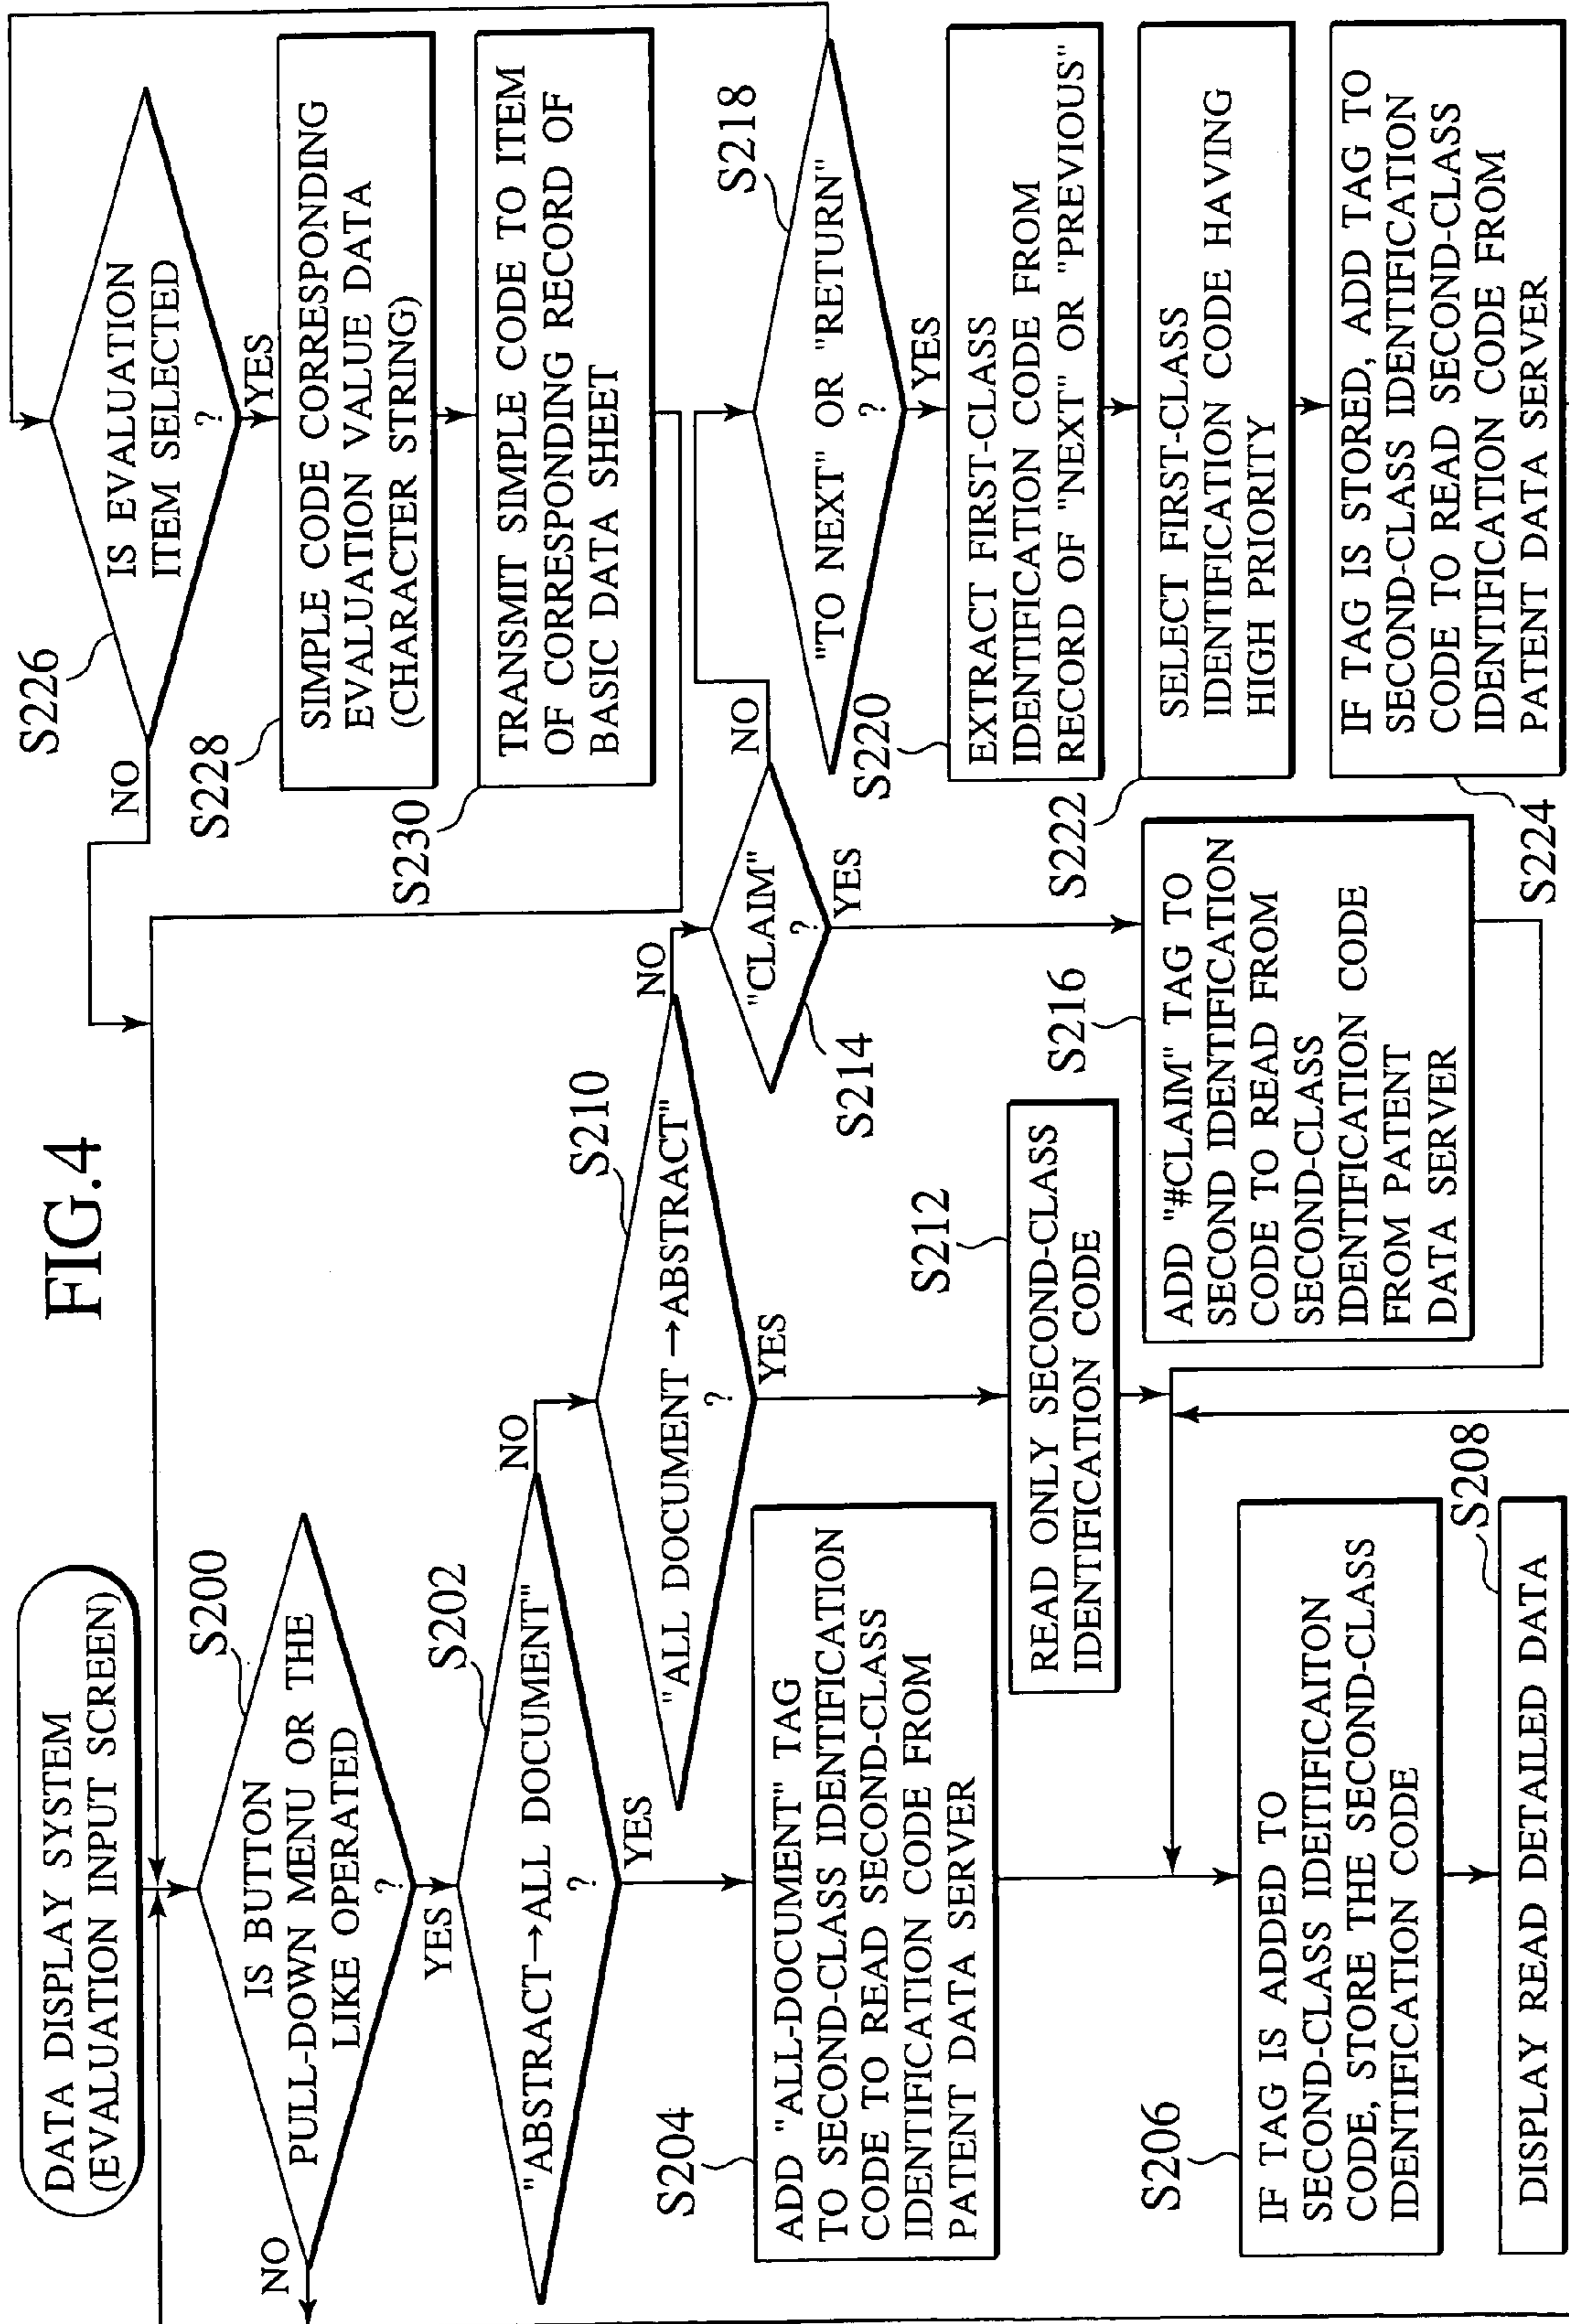 FIG.4
DATA DISPLAY SYSTEM
(EVALUATION INPUT SCREEN)
S200
IS BUTTON
PULL-DOWN MENU OR THE
LIKE OPERATED
?
NO
YES
S202
"ABSTRACT→ALL DOCUMENT"
?
NO
YES
S204
ADD "ALL-DOCUMENT" TAG
TO SECOND-CLASS IDENTIFICATION
CODE TO READ SECOND-CLASS
IDENTIFICATION CODE FROM
PATENT DATA SERVER
S206
IF TAG IS ADDED TO
SECOND-CLASS IDEITIFICAITON
CODE, STORE THE SECOND-CLASS
IDENTIFICATION CODE
S208
DISPLAY READ DETAILED DATA
S210
"ALL DOCUMENT→ABSTRACT"
?
NO
YES
S212
READ ONLY SECOND-CLASS
IDENTIFICATION CODE
S214
"CLAIM"
?
NO
YES
S216
ADD "#CLAIM" TAG TO
SECOND IDENTIFICATION
CODE TO READ FROM
SECOND-CLASS
IDENTIFICATION CODE
FROM PATENT
DATA SERVER
S218
"TO NEXT" OR "RETURN"
?
YES
S220
EXTRACT FIRST-CLASS
IDENTIFICATION CODE FROM
RECORD OF "NEXT" OR "PREVIOUS"
S222
SELECT FIRST-CLASS
IDENTIFICATION CODE HAVING
HIGH PRIORITY
S224
IF TAG IS STORED, ADD TAG TO
SECOND-CLASS IDENTIFICATION
CODE TO READ SECOND-CLASS
IDENTIFICATION CODE FROM
PATENT DATA SERVER
S226
IS EVALUATION
ITEM SELECTED
?
NO
YES
S228
SIMPLE CODE CORRESPONDING
EVALUATION VALUE DATA
(CHARACTER STRING)
S230
TRANSMIT SIMPLE CODE TO ITEM
OF CORRESPONDING RECORD OF
BASIC DATA SHEET